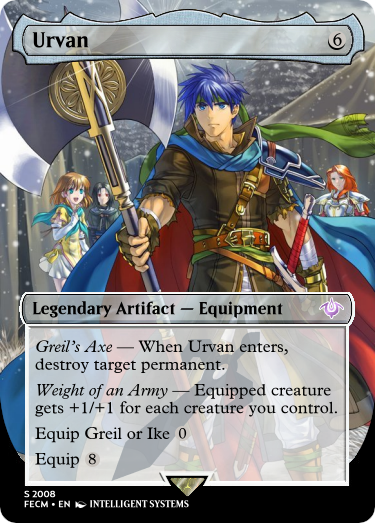 Urvan 6
Legendary Artifact — Equipment
Greil's Axe — When Urvan enters,
destroy target permanent.
Weight of an Army — Equipped creature
gets +1/+1 for each creature you control.
Equip Greil or Ike 0
Equip 8
S 2008
FECM • EN INTELLIGENT SYSTEMS